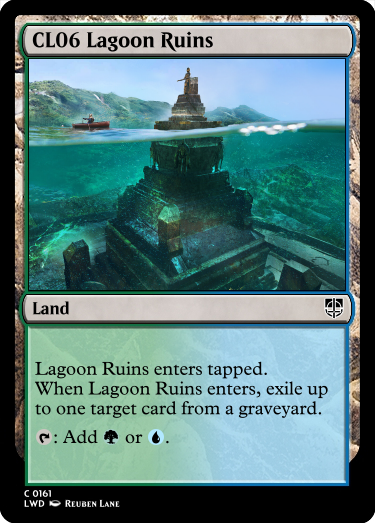 CL06 Lagoon Ruins
Land
Lagoon Ruins enters tapped.
When Lagoon Ruins enters, exile up
to one target card from a graveyard.
: Add or .
C 0161
LWD Reuben Lane